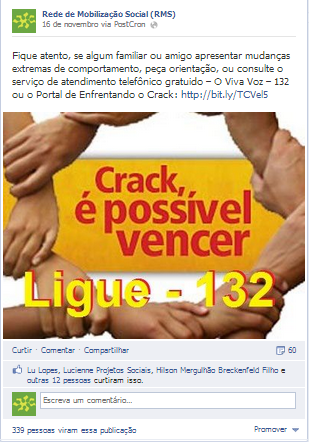 Rede de Mobilização Social (RMS)
16 de novembro via PostCron
Fique atento, se algum familiar ou amigo apresentar mudanças
extremas de comportamento, peça orientação, ou consulte o
serviço de atendimento telefônico gratuido – O Viva Voz – 132
ou o Portal de Enfrentando o Crack: http://bit.ly/TCVel5
Crack,
é possível
vencer
Ligue - 132
Curtir · Comentar · Compartilhar 60
Lu Lopes, Lucienne Projetos Sociais, Hilson Mergulhão Breckenfeld Filho e
outras 12 pessoas curtiram isso.
Escreva um comentário...
339 pessoas viram essa publicação Promover